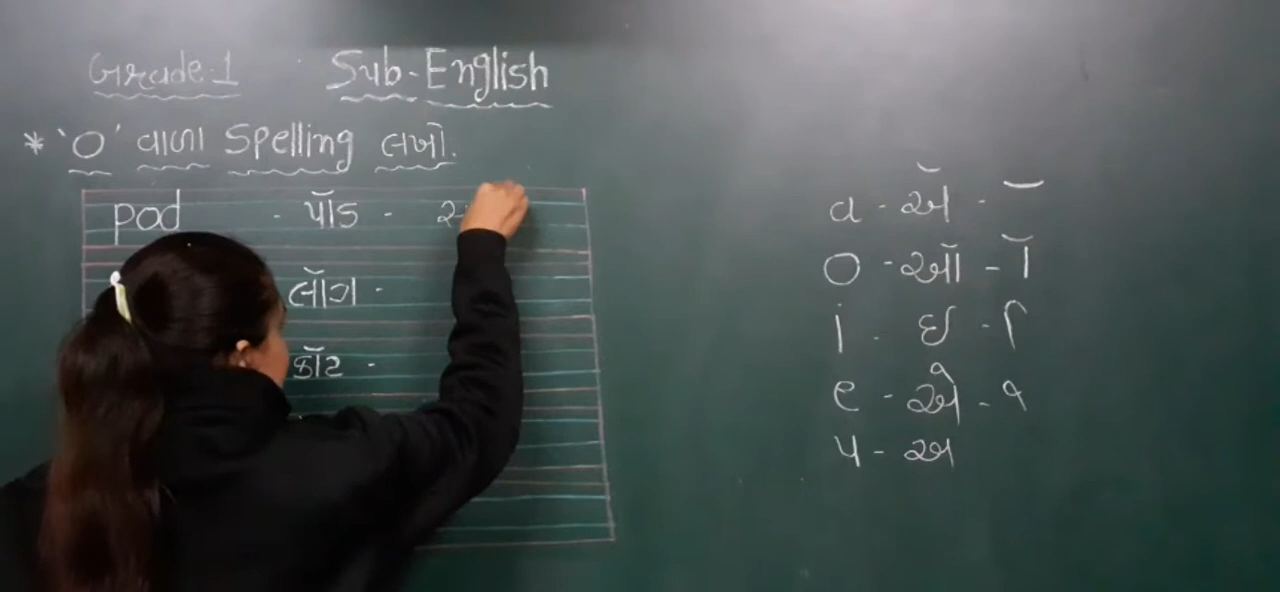 Grade:1 Sub-English
* 'O' વાળા Spelling લખો.
pod - પૉડ -
લૉગ -
કૉટ -
a - ઍ - ૅ
o - ઑ - ૉ
i - ઇ - િ
e - એ - ે
u - અ